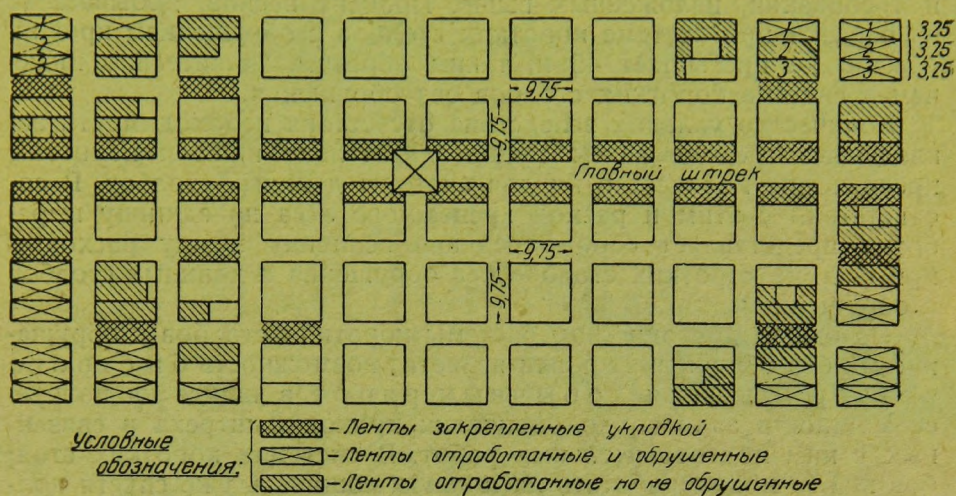 1 1 1 3,25
2 2 2 3,25
3 3 3 3,25
9,75
9,75
Главный штрек
9,75
9,75
Условные обозначения:
– Ленты закрепленные укладкой
– Ленты отработанные и обрушенные
– Ленты отработанные но не обрушенные